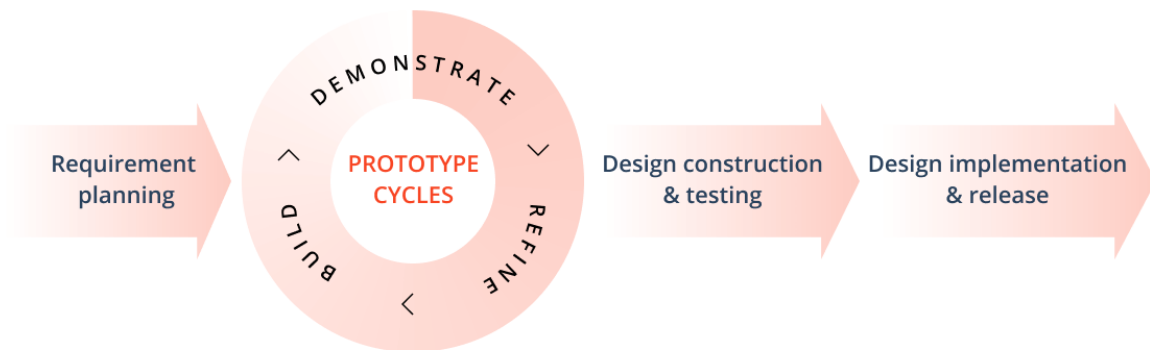 Requirement
planning
DEMONSTRATE
REFINE
BUILD
PROTOTYPE
CYCLES
Design construction
& testing
Design implementation
& release